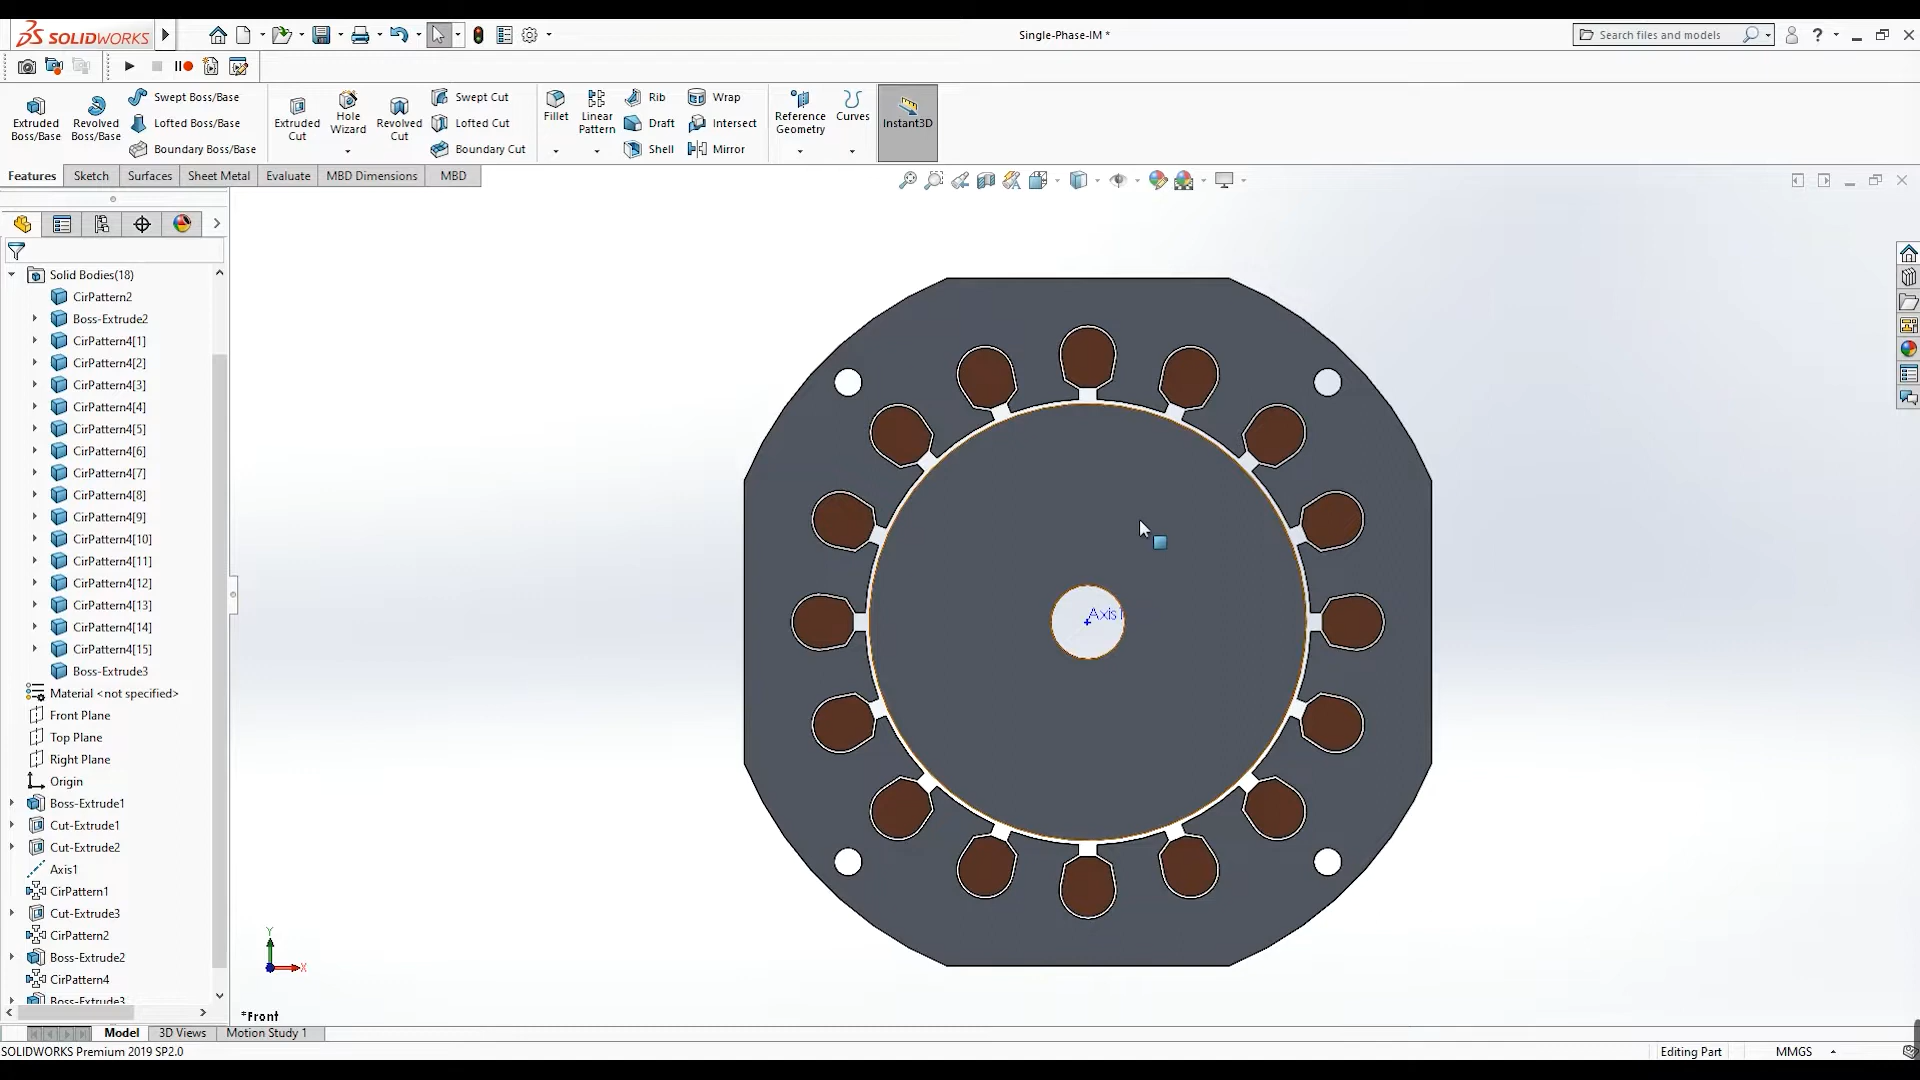 SOLIDWORKS
Single-Phase-IM *
Search files and models
?
Extruded Boss/Base
Revolved Boss/Base
Swept Boss/Base
Lofted Boss/Base
Boundary Boss/Base
Extruded Cut
Hole Wizard
Revolved Cut
Swept Cut
Lofted Cut
Boundary Cut
Fillet
Linear Pattern
Rib
Draft
Shell
Wrap
Intersect
Mirror
Reference Geometry
Curves
Instant3D
Features
Sketch
Surfaces
Sheet Metal
Evaluate
MBD Dimensions
MBD
Solid Bodies(18)
CirPattern2
Boss-Extrude2
CirPattern4[1]
CirPattern4[2]
CirPattern4[3]
CirPattern4[4]
CirPattern4[5]
CirPattern4[6]
CirPattern4[7]
CirPattern4[8]
CirPattern4[9]
CirPattern4[10]
CirPattern4[11]
CirPattern4[12]
CirPattern4[13]
CirPattern4[14]
CirPattern4[15]
Boss-Extrude3
Material <not specified>
Front Plane
Top Plane
Right Plane
Origin
Boss-Extrude1
Cut-Extrude1
Cut-Extrude2
Axis1
CirPattern1
Cut-Extrude3
CirPattern2
Boss-Extrude2
CirPattern4
Boss-Extrude3
Axis1
Y
X
*Front
Model
3D Views
Motion Study 1
SOLIDWORKS Premium 2019 SP2.0
Editing Part
MMGS